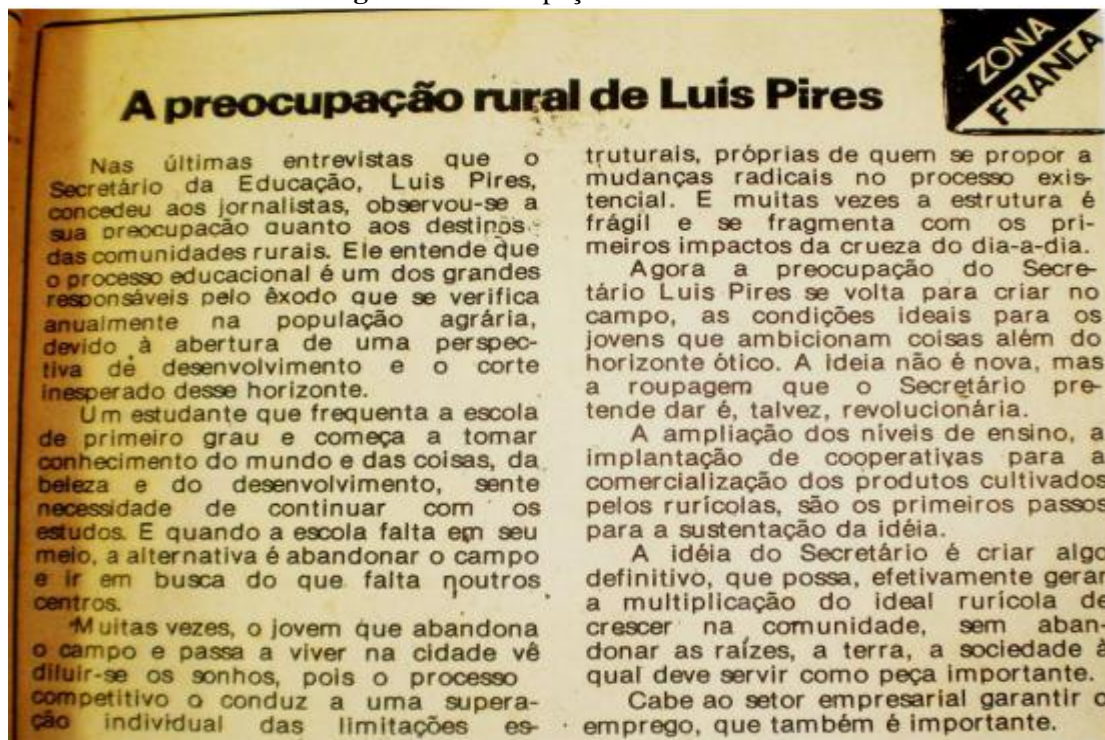 A preocupação rural de Luis Pires
ZONA
FRANCA
Nas últimas entrevistas que o
Secretário da Educação, Luis Pires,
concedeu aos jornalistas, observou-se a
sua preocupação quanto aos destinos
das comunidades rurais. Ele entende que
o processo educacional é um dos grandes
responsáveis pelo êxodo que se verifica
anualmente na população agrária,
devido à abertura de uma perspec-
tiva de desenvolvimento e o corte
inesperado desse horizonte.
Um estudante que frequenta a escola
de primeiro grau e começa a tomar
conhecimento do mundo e das coisas, da
beleza e do desenvolvimento, sente
necessidade de continuar com os
estudos. E quando a escola falta em seu
meio, a alternativa é abandonar o campo
e ir em busca do que falta noutros
centros.
Muitas vezes, o jovem que abandona
o campo e passa a viver na cidade vê
diluir-se os sonhos, pois o processo
competitivo o conduz a uma supera-
ção individual das limitações es-
truturais, próprias de quem se propor a
mudanças radicais no processo exis-
tencial. E muitas vezes a estrutura é
frágil e se fragmenta com os pri-
meiros impactos da crueza do dia-a-dia.
Agora a preocupação do Secre-
tário Luis Pires se volta para criar no
campo, as condições ideais para os
jovens que ambicionam coisas além do
horizonte ótico. A ideia não é nova, mas
a roupagem que o Secretário pre-
tende dar é, talvez, revolucionária.
A ampliação dos níveis de ensino, a
implantação de cooperativas para a
comercialização dos produtos cultivados
pelos rurícolas, são os primeiros passos
para a sustentação da idéia.
A idéia do Secretário é criar algo
definitivo, que possa, efetivamente gerar
a multiplicação do ideal rurícola de
crescer na comunidade, sem aban-
donar as raízes, a terra, a sociedade à
qual deve servir como peça importante.
Cabe ao setor empresarial garantir o
emprego, que também é importante.